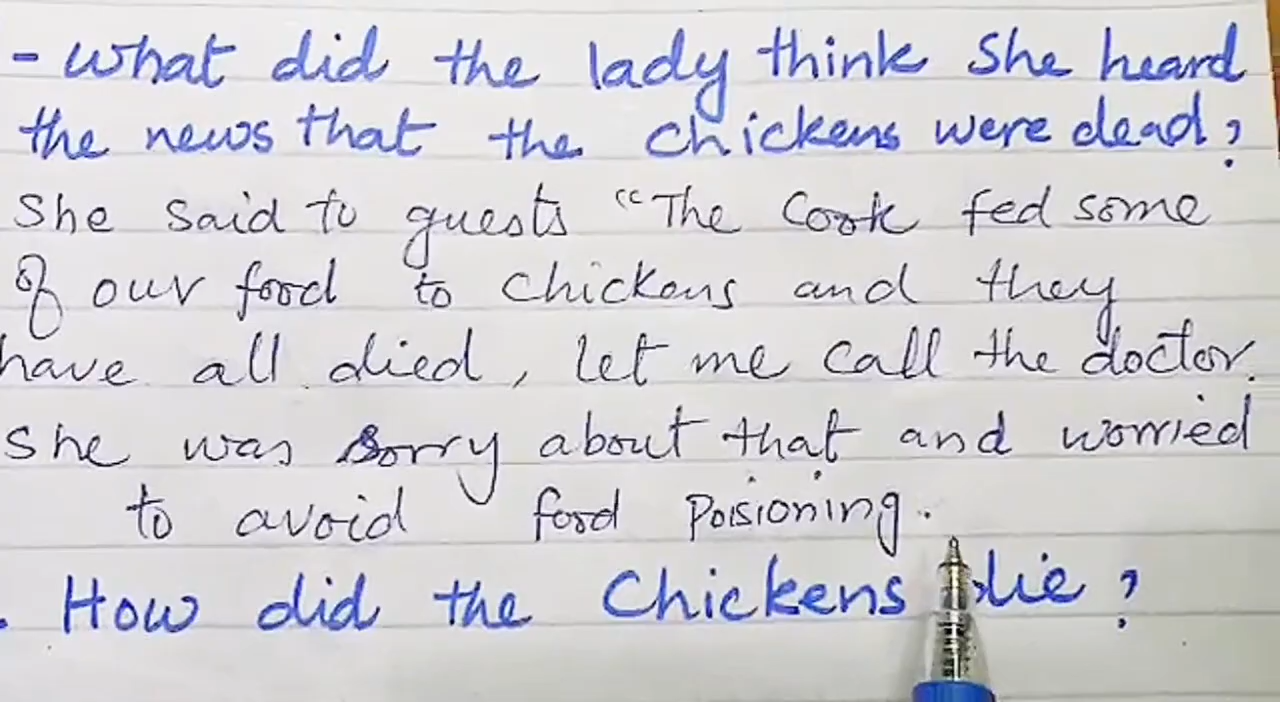 - What did the lady think She heard
the news that the chickens were dead?
She said to guests "The Cook fed some
of our food to chickens and they
have all died, let me call the doctor.
She was Sorry about that and worried
to avoid food Poisioning.
. How did the Chickens die?